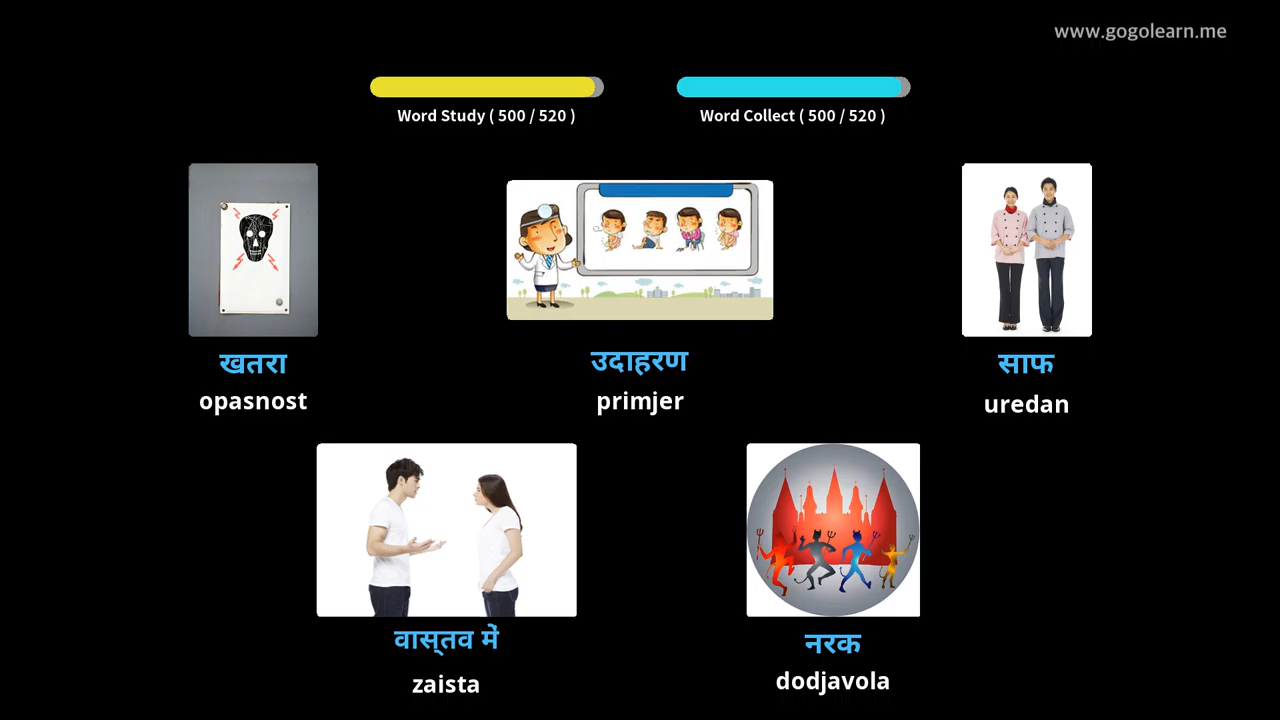 www.gogolearn.me
Word Study ( 500 / 520 )
Word Collect ( 500 / 520 )
खतरा
opasnost
उदाहरण
primjer
साफ
uredan
वास्तव में
zaista
नरक
dodjavola